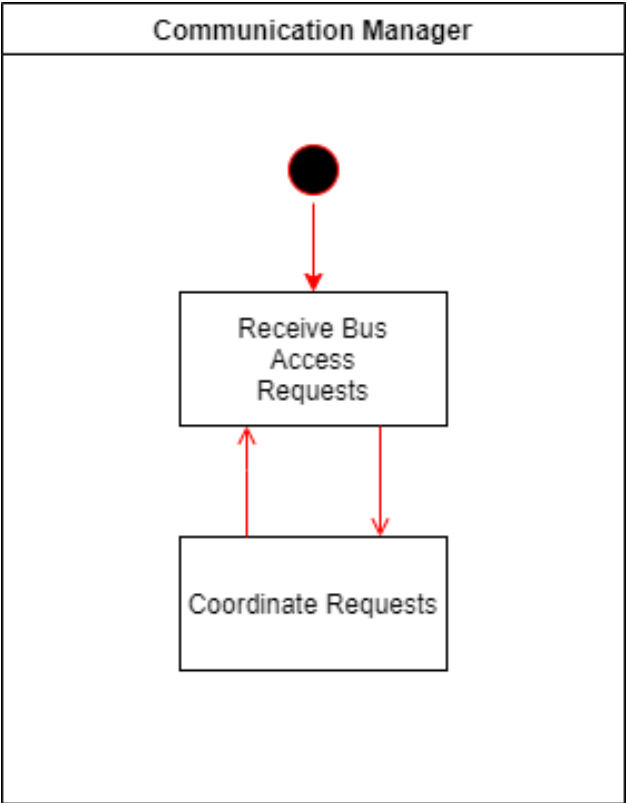 Communication Manager
Receive Bus
Access
Requests
Coordinate Requests